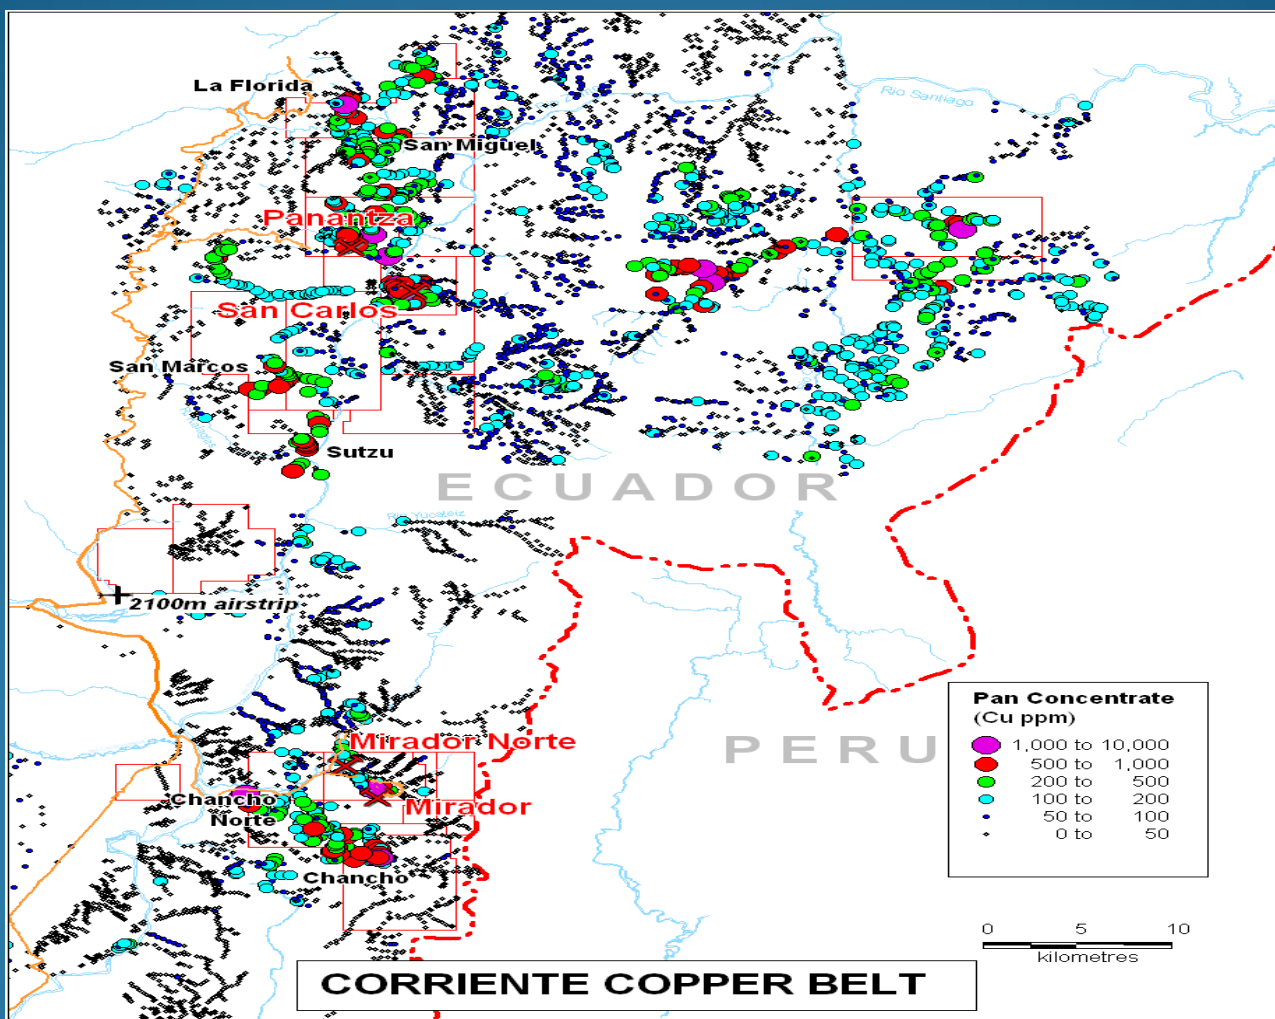 La Florida
Rio Santiago
San Miguel
Panantza
San Carlos
San Marcos
Sutzu
ECUADOR
2100m airstrip
Mirador Norte
PERU
Chancho
Norte
Mirador
Chancho
Pan Concentrate
(Cu ppm)
1,000 to 10,000
500 to 1,000
200 to 500
100 to 200
50 to 100
0 to 50
0 5 10
kilometres
CORRIENTE COPPER BELT